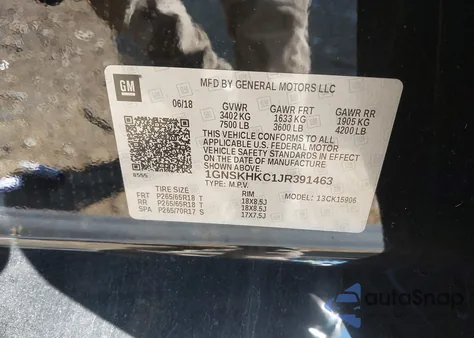 GM
MFD BY GENERAL MOTORS LLC
06/18 GVWR GAWR FRT GAWR RR
3402 KG 1633 KG 1905 KG
7500 LB 3600 LB 4200 LB
THIS VEHICLE CONFORMS TO ALL
APPLICABLE U.S. FEDERAL MOTOR
VEHICLE SAFETY STANDARDS IN EFFECT
ON THE DATE OF MANUFACTURE SHOWN ABOVE.
1GNSKHKC1JR391463
TYPE: M.P.V. MODEL: 13CK15906
TIRE SIZE RIM
FRT P265/65R18 T 18X8.5J
RR P265/65R18 T 18X8.5J
SPA P265/70R17 S 17X7.5J
autoSnap